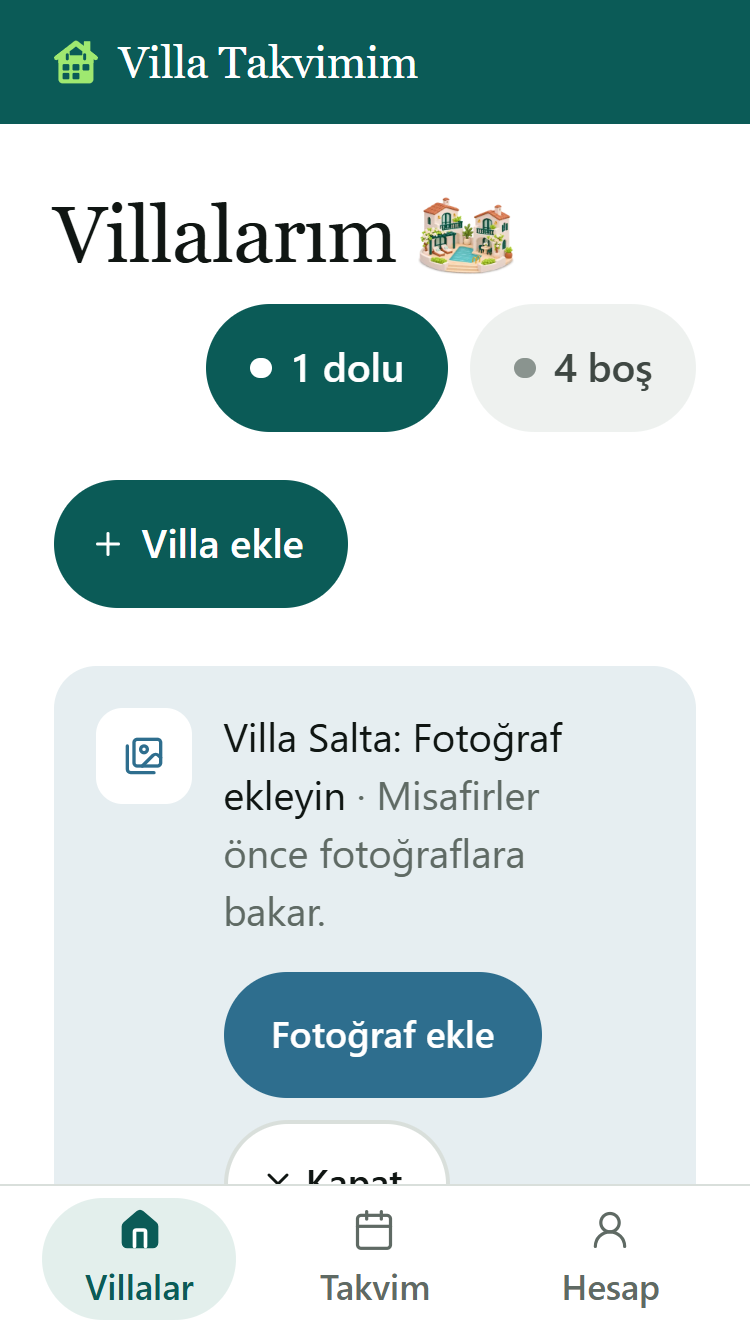 Villa Takvimim
Villalarım
1 dolu
4 boş
+ Villa ekle
Villa Salta: Fotoğraf
ekleyin · Misafirler
önce fotoğraflara
bakar.
Fotoğraf ekle
Kapat
Villalar
Takvim
Hesap